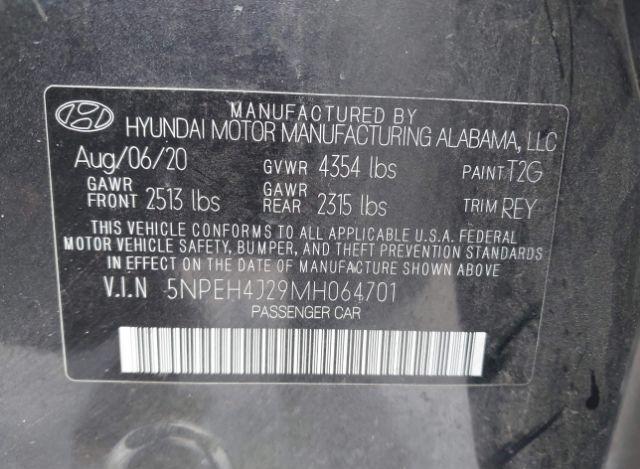 MANUFACTURED BY
HYUNDAI MOTOR MANUFACTURING ALABAMA, LLC
Aug/06/20 GVWR 4354 lbs PAINT T2G
GAWR FRONT 2513 lbs GAWR REAR 2315 lbs TRIM REY
THIS VEHICLE CONFORMS TO ALL APPLICABLE U.S.A. FEDERAL
MOTOR VEHICLE SAFETY, BUMPER, AND THEFT PREVENTION STANDARDS
IN EFFECT ON THE DATE OF MANUFACTURE SHOWN ABOVE
V.I.N 5NPEH4J29MH064701
PASSENGER CAR